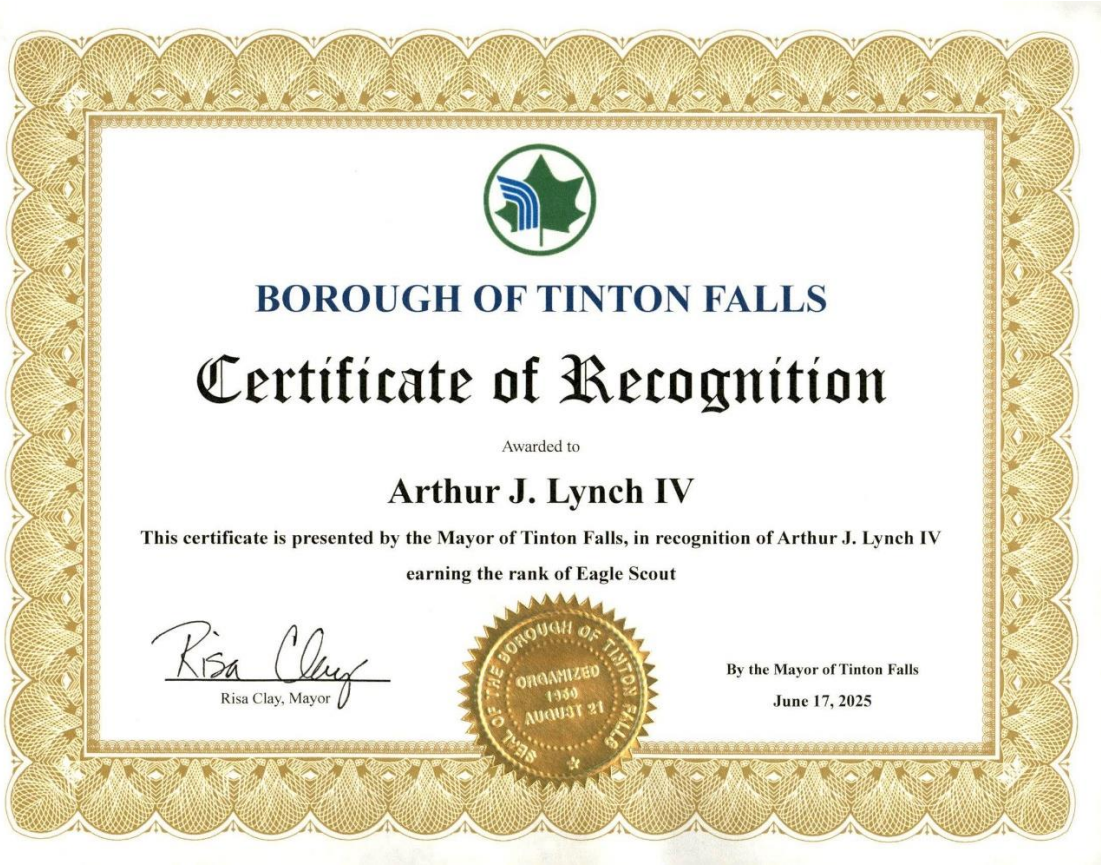 BOROUGH OF TINTON FALLS
Certificate of Recognition
Awarded to
Arthur J. Lynch IV
This certificate is presented by the Mayor of Tinton Falls, in recognition of Arthur J. Lynch IV
earning the rank of Eagle Scout
Risa Clay
Risa Clay, Mayor
SEAL OF THE BOROUGH OF TINTON FALLS
ORGANIZED
AUGUST 21
By the Mayor of Tinton Falls
June 17, 2025